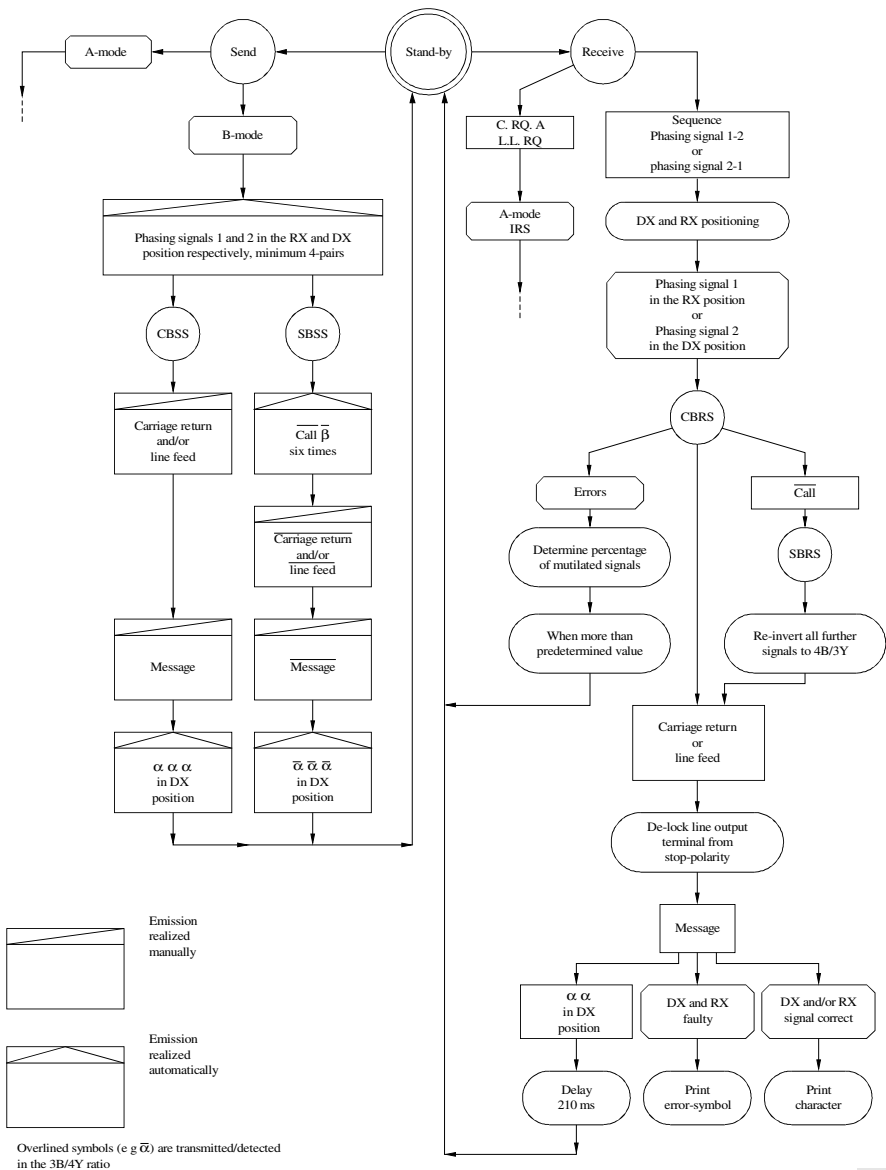 A-mode
Send
Stand-by
Receive
B-mode
C. RQ. A
L.L. RQ
Sequence
Phasing signal 1-2
or
phasing signal 2-1
A-mode
IRS
DX and RX positioning
Phasing signals 1 and 2 in the RX and DX
position respectively, minimum 4-pairs
Phasing signal 1
in the RX position
or
Phasing signal 2
in the DX position
CBSS
SBSS
CBRS
Carriage return
and/or
line feed
C̅a̅l̅l̅ β̅
six times
Errors
C̅a̅l̅l̅
C̅a̅r̅r̅i̅a̅g̅e̅ r̅e̅t̅u̅r̅n̅
and/or
l̅i̅n̅e̅ f̅e̅e̅d̅
Determine percentage
of mutilated signals
SBRS
Message
M̅e̅s̅s̅a̅g̅e̅
When more than
predetermined value
Re-invert all further
signals to 4B/3Y
Carriage return
or
line feed
α α α
in DX
position
α̅ α̅ α̅
in DX
position
De-lock line output
terminal from
stop-polarity
Message
Emission
realized
manually
α α
in DX
position
DX and RX
faulty
DX and/or RX
signal correct
Emission
realized
automatically
Delay
210 ms
Print
error-symbol
Print
character
Overlined symbols (e g α̅) are transmitted/detected
in the 3B/4Y ratio